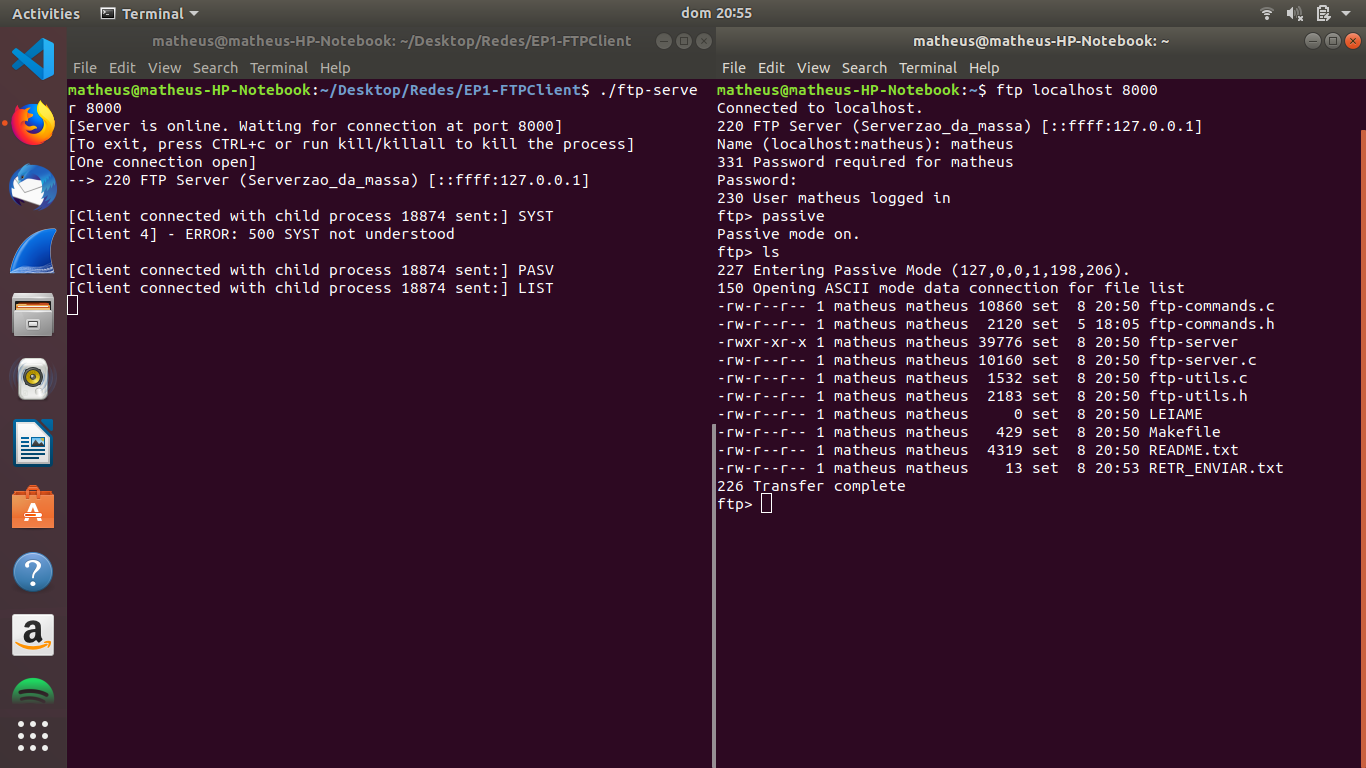 Activities Terminal dom 20:55
matheus@matheus-HP-Notebook: ~/Desktop/Redes/EP1-FTPClient
File Edit View Search Terminal Help
matheus@matheus-HP-Notebook:~/Desktop/Redes/EP1-FTPClient$ ./ftp-serve
r 8000
[Server is online. Waiting for connection at port 8000]
[To exit, press CTRL+c or run kill/killall to kill the process]
[One connection open]
--> 220 FTP Server (Serverzao_da_massa) [::ffff:127.0.0.1]
[Client connected with child process 18874 sent:] SYST
[Client 4] - ERROR: 500 SYST not understood
[Client connected with child process 18874 sent:] PASV
[Client connected with child process 18874 sent:] LIST
matheus@matheus-HP-Notebook: ~
File Edit View Search Terminal Help
matheus@matheus-HP-Notebook:~$ ftp localhost 8000
Connected to localhost.
220 FTP Server (Serverzao_da_massa) [::ffff:127.0.0.1]
Name (localhost:matheus): matheus
331 Password required for matheus
Password:
230 User matheus logged in
ftp> passive
Passive mode on.
ftp> ls
227 Entering Passive Mode (127,0,0,1,198,206).
150 Opening ASCII mode data connection for file list
-rw-r--r-- 1 matheus matheus 10860 set  8 20:50 ftp-commands.c
-rw-r--r-- 1 matheus matheus  2120 set  5 18:05 ftp-commands.h
-rwxr-xr-x 1 matheus matheus 39776 set  8 20:50 ftp-server
-rw-r--r-- 1 matheus matheus 10160 set  8 20:50 ftp-server.c
-rw-r--r-- 1 matheus matheus  1532 set  8 20:50 ftp-utils.c
-rw-r--r-- 1 matheus matheus  2183 set  8 20:50 ftp-utils.h
-rw-r--r-- 1 matheus matheus     0 set  8 20:50 LEIAME
-rw-r--r-- 1 matheus matheus   429 set  8 20:50 Makefile
-rw-r--r-- 1 matheus matheus  4319 set  8 20:50 README.txt
-rw-r--r-- 1 matheus matheus    13 set  8 20:53 RETR_ENVIAR.txt
226 Transfer complete
ftp>